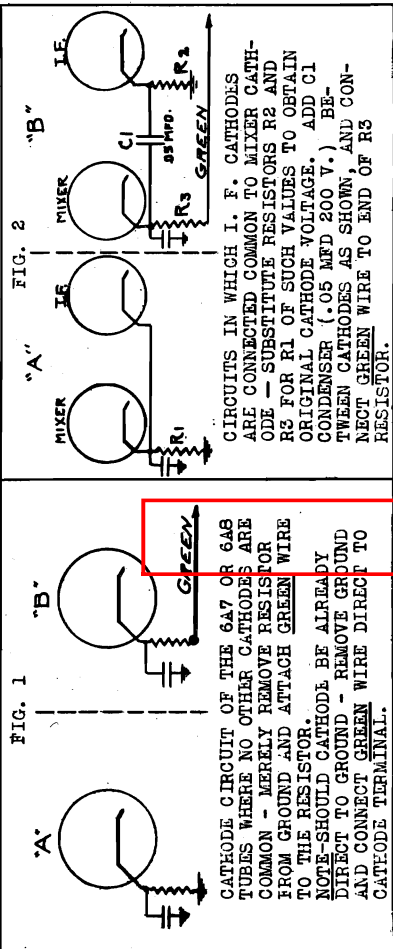 FIG. 1
"A"
"B"
GREEN
CATHODE CIRCUIT OF THE 6A7 OR 6A8
TUBES WHERE NO OTHER CATHODES ARE
COMMON - MERELY REMOVE RESISTOR
FROM GROUND AND ATTACH GREEN WIRE
TO THE RESISTOR.
NOTE-SHOULD CATHODE BE ALREADY
DIRECT TO GROUND - REMOVE GROUND
AND CONNECT GREEN WIRE DIRECT TO
CATHODE TERMINAL.
FIG. 2
"A"
"B"
MIXER
I.F.
MIXER
I.F.
R1
C1
.05 MFD.
R3
R2
GREEN
CIRCUITS IN WHICH I. F. CATHODES
ARE CONNECTED COMMON TO MIXER CATH-
ODE — SUBSTITUTE RESISTORS R2 AND
R3 FOR R1 OF SUCH VALUES TO OBTAIN
ORIGINAL CATHODE VOLTAGE. ADD C1
CONDENSER (.05 MFD 200 V.) BE-
TWEEN CATHODES AS SHOWN, AND CON-
NECT GREEN WIRE TO END OF R3
RESISTOR.